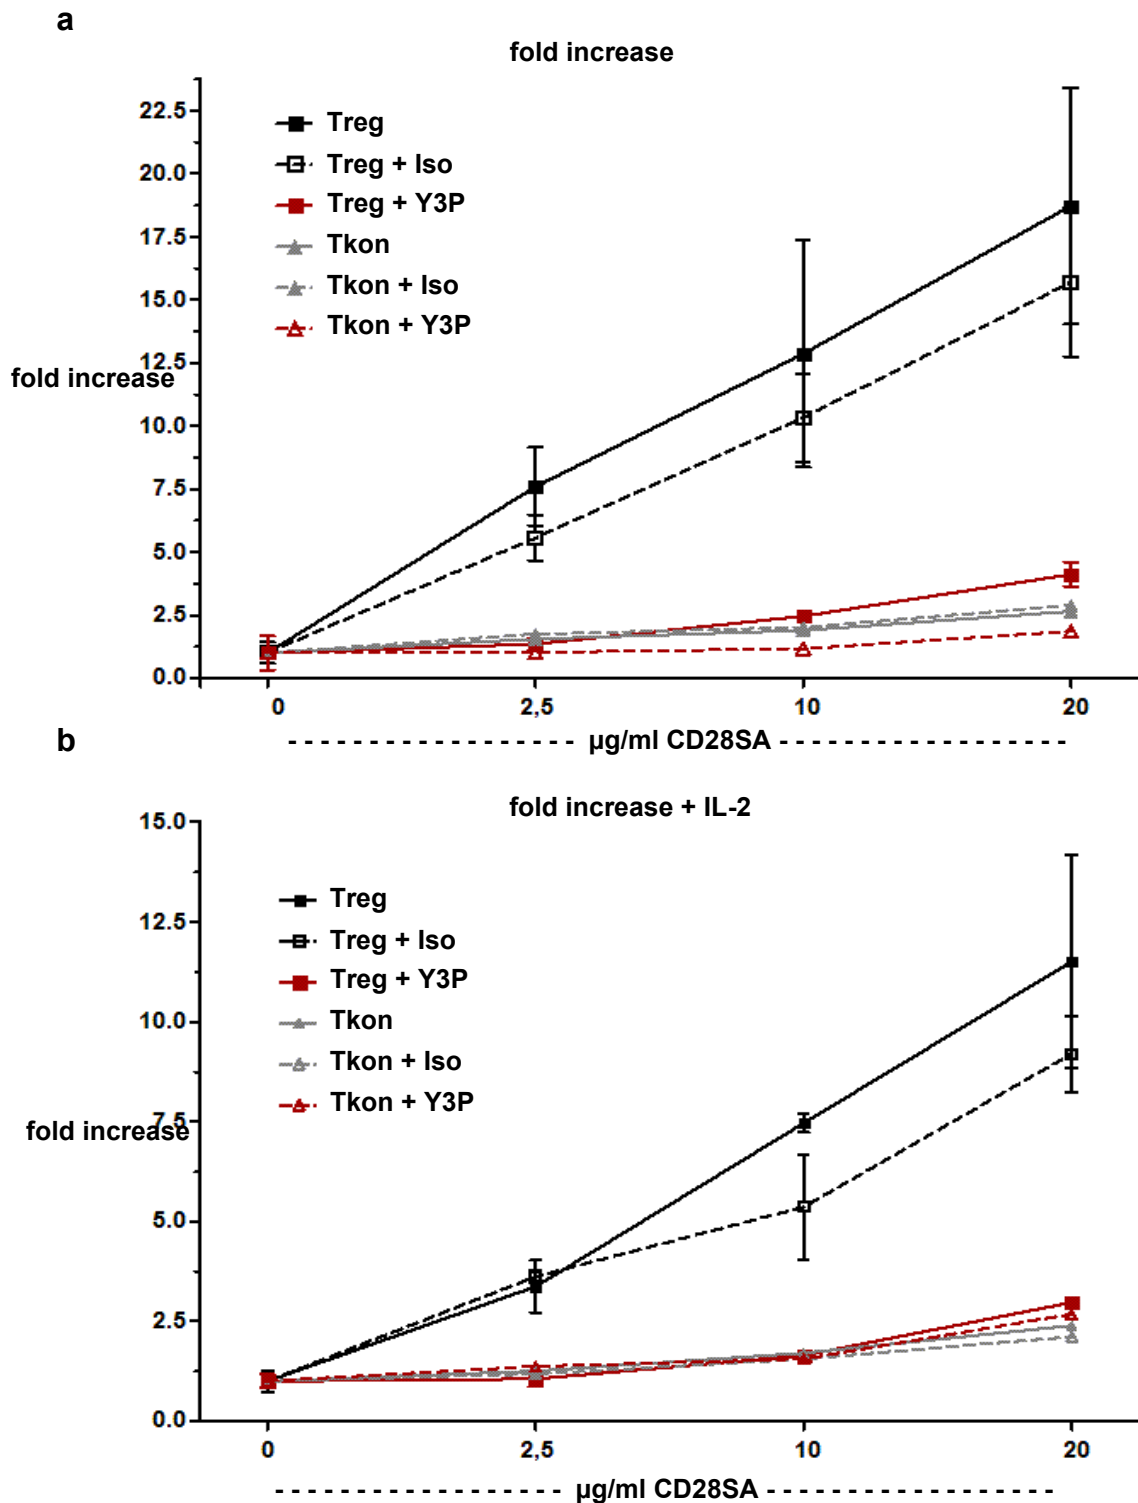 a
fold increase
22.5
20.0
17.5
15.0
12.5
10.0
7.5
5.0
2.5
0.0
fold increase
Treg
Treg + Iso
Treg + Y3P
Tkon
Tkon + Iso
Tkon + Y3P
0 2,5 10 20
- - - - - - - - - - - - - - - - - - µg/ml CD28SA - - - - - - - - - - - - - - - - - -
b
fold increase + IL-2
15.0
12.5
10.0
7.5
5.0
2.5
0.0
fold increase
Treg
Treg + Iso
Treg + Y3P
Tkon
Tkon + Iso
Tkon + Y3P
0 2,5 10 20
- - - - - - - - - - - - - - - - - - µg/ml CD28SA - - - - - - - - - - - - - - - - - -